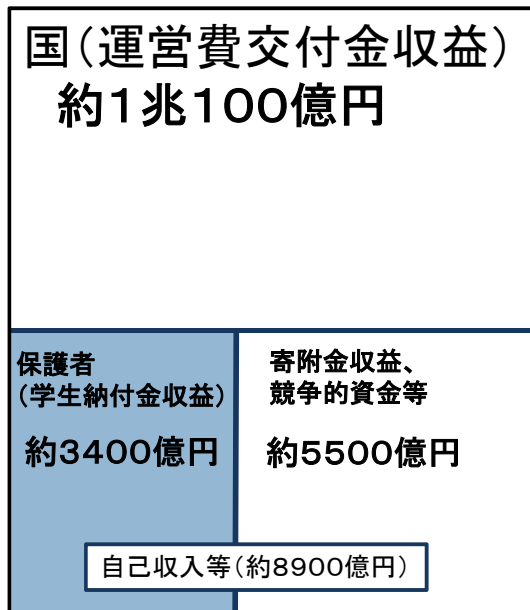 国（運営費交付金収益）
約1兆100億円
保護者
（学生納付金収益）
約3400億円
寄附金収益、
競争的資金等
約5500億円
自己収入等（約8900億円）